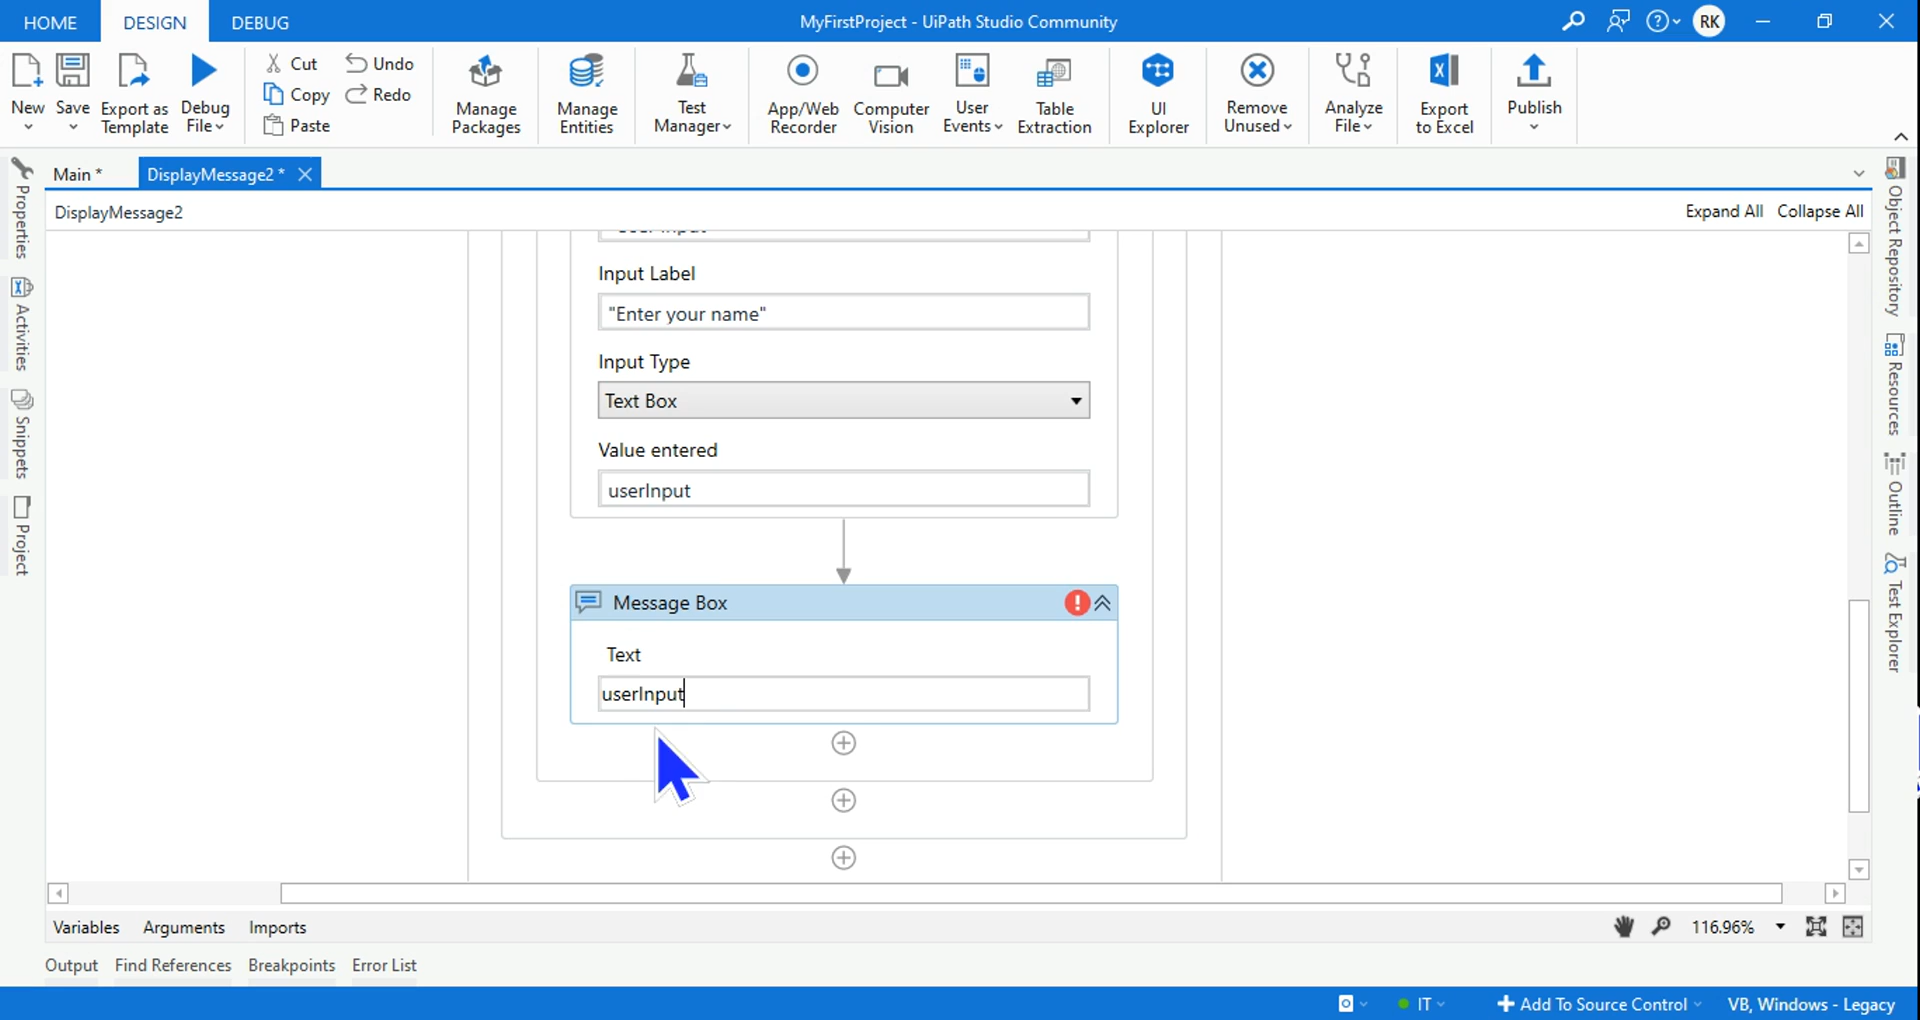 HOME DESIGN DEBUG MyFirstProject - UiPath Studio Community RK
New Save Export as Template Debug File Cut Copy Paste Undo Redo Manage Packages Manage Entities Test Manager App/Web Recorder Computer Vision User Events Table Extraction UI Explorer Remove Unused Analyze File Export to Excel Publish
Main * DisplayMessage2 *
DisplayMessage2 Expand All Collapse All
Properties
Activities
Snippets
Project
Input Label
"Enter your name"
Input Type
Text Box
Value entered
userInput
Message Box
Text
userInput
Object Repository
Resources
Outline
Test Explorer
Variables Arguments Imports 116.96%
Output Find References Breakpoints Error List
IT Add To Source Control VB, Windows - Legacy